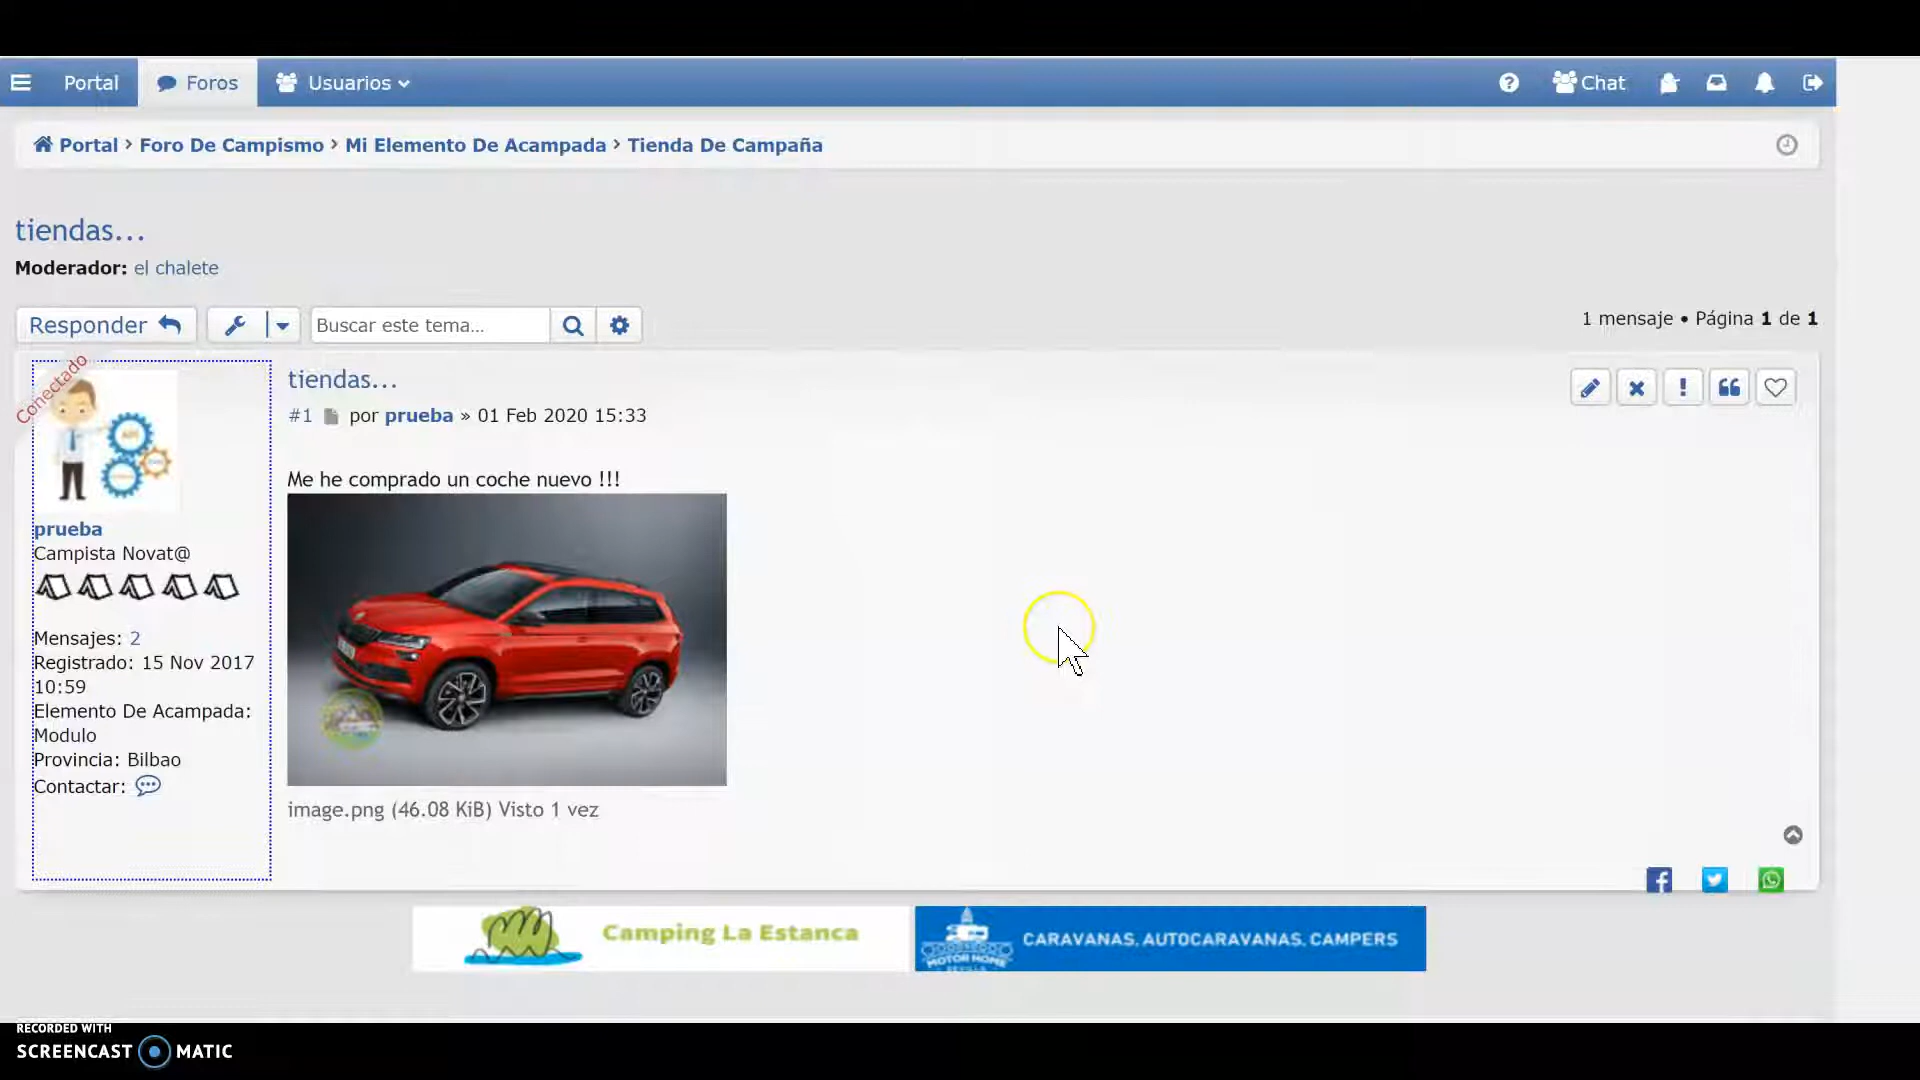 Portal
Foros
Usuarios
Chat
Portal
Foro De Campismo
Mi Elemento De Acampada
Tienda De Campaña
tiendas...
Moderador: el chalete
Responder
Buscar este tema...
1 mensaje • Página 1 de 1
Conectado
tiendas...
#1 por prueba » 01 Feb 2020 15:33
Me he comprado un coche nuevo !!!
prueba
Campista Novat@
Mensajes: 2
Registrado: 15 Nov 2017
10:59
Elemento De Acampada:
Modulo
Provincia: Bilbao
Contactar:
image.png (46.08 KiB) Visto 1 vez
Camping La Estanca
MOTOR HOME
SEVILLA
CARAVANAS, AUTOCARAVANAS, CAMPERS
RECORDED WITH
SCREENCAST MATIC